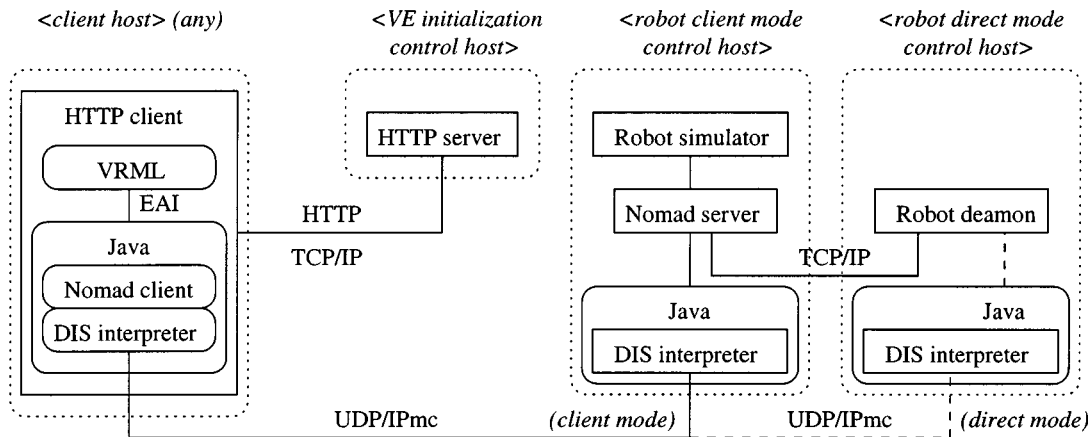 <client host> (any)
<VE initialization
control host>
<robot client mode
control host>
<robot direct mode
control host>
HTTP client
VRML
EAI
Java
Nomad client
DIS interpreter
HTTP
TCP/IP
HTTP server
Robot simulator
Nomad server
TCP/IP
Robot deamon
Java
DIS interpreter
Java
DIS interpreter
UDP/IPmc
(client mode)
UDP/IPmc
(direct mode)